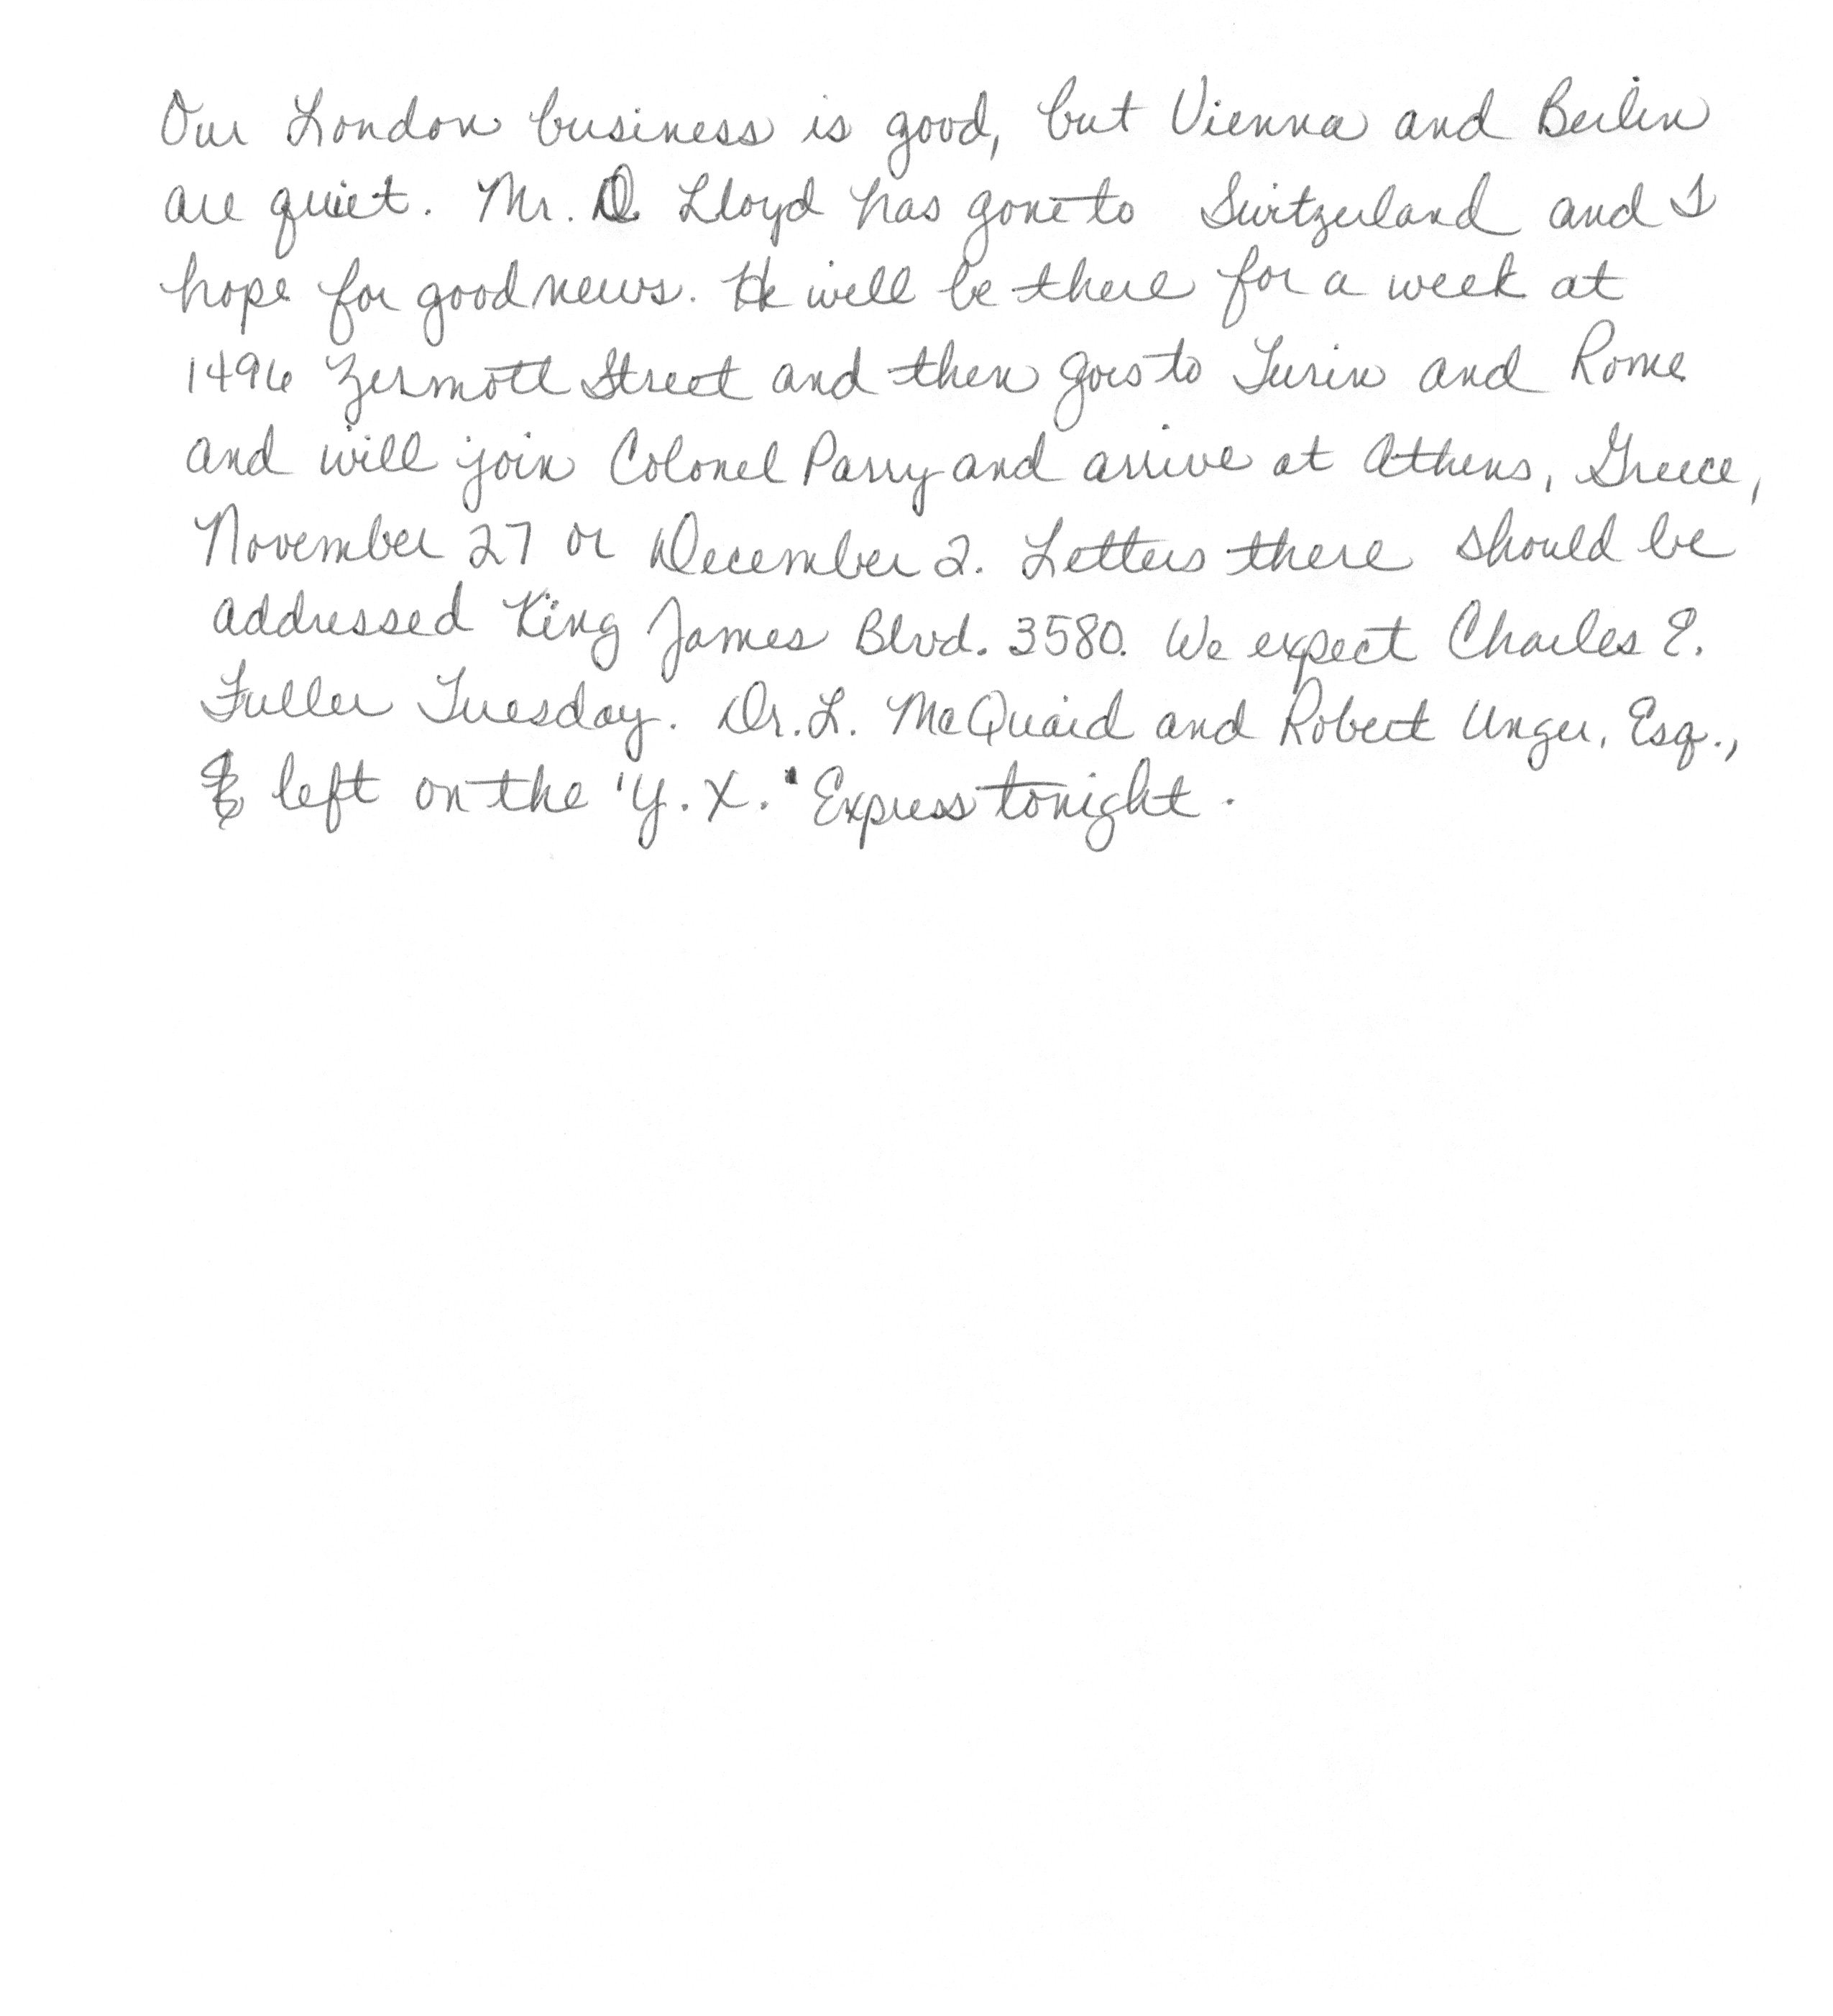 Our London business is good, but Vienna and Berlin
are quiet. Mr. D. Lloyd has gone to Switzerland and I
hope for good news. He will be there for a week at
1496 Zermott Street and then goes to Turin and Rome
and will join Colonel Parry and arrive at Athens, Greece,
November 27 or December 2. Letters there should be
addressed King James Blvd. 3580. We expect Charles E.
Fuller Tuesday. Dr. L. McQuaid and Robert Unger, Esq.,
left on the "Y. X." Express tonight.